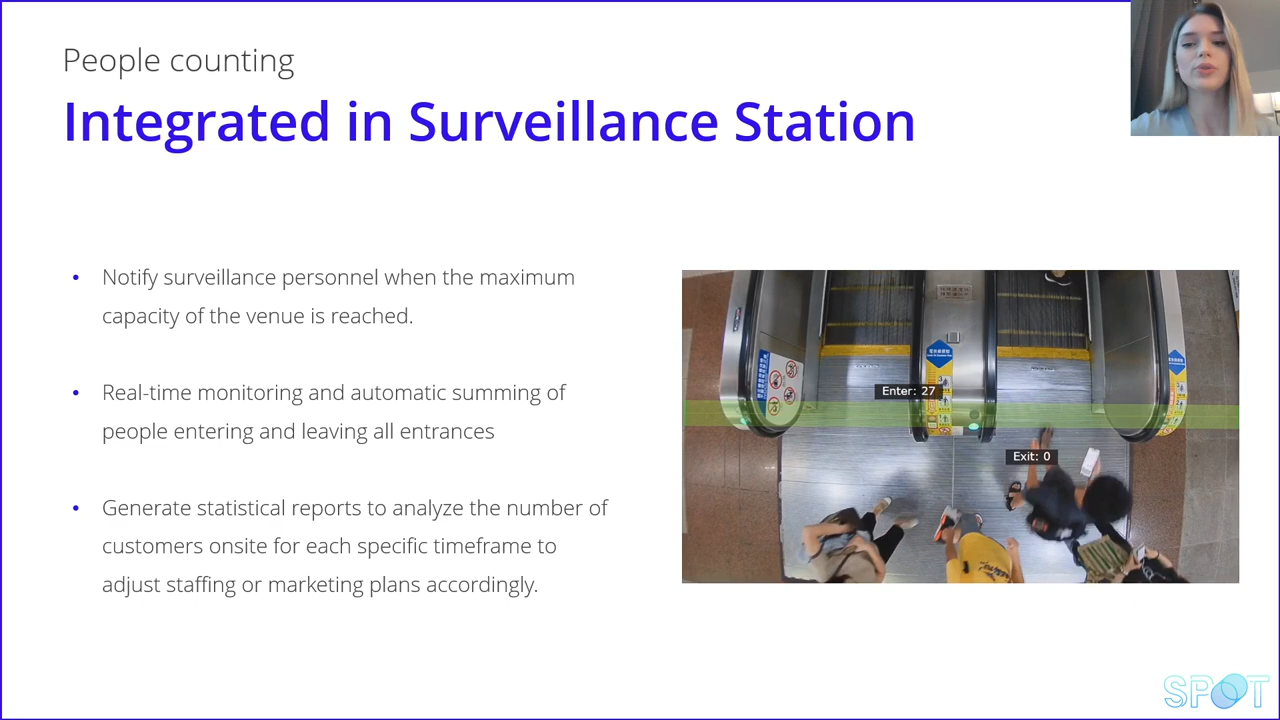 People counting
Integrated in Surveillance Station
Notify surveillance personnel when the maximum
capacity of the venue is reached.
Real-time monitoring and automatic summing of
people entering and leaving all entrances
Generate statistical reports to analyze the number of
customers onsite for each specific timeframe to
adjust staffing or marketing plans accordingly.
Enter: 27
Exit: 0
SPOT